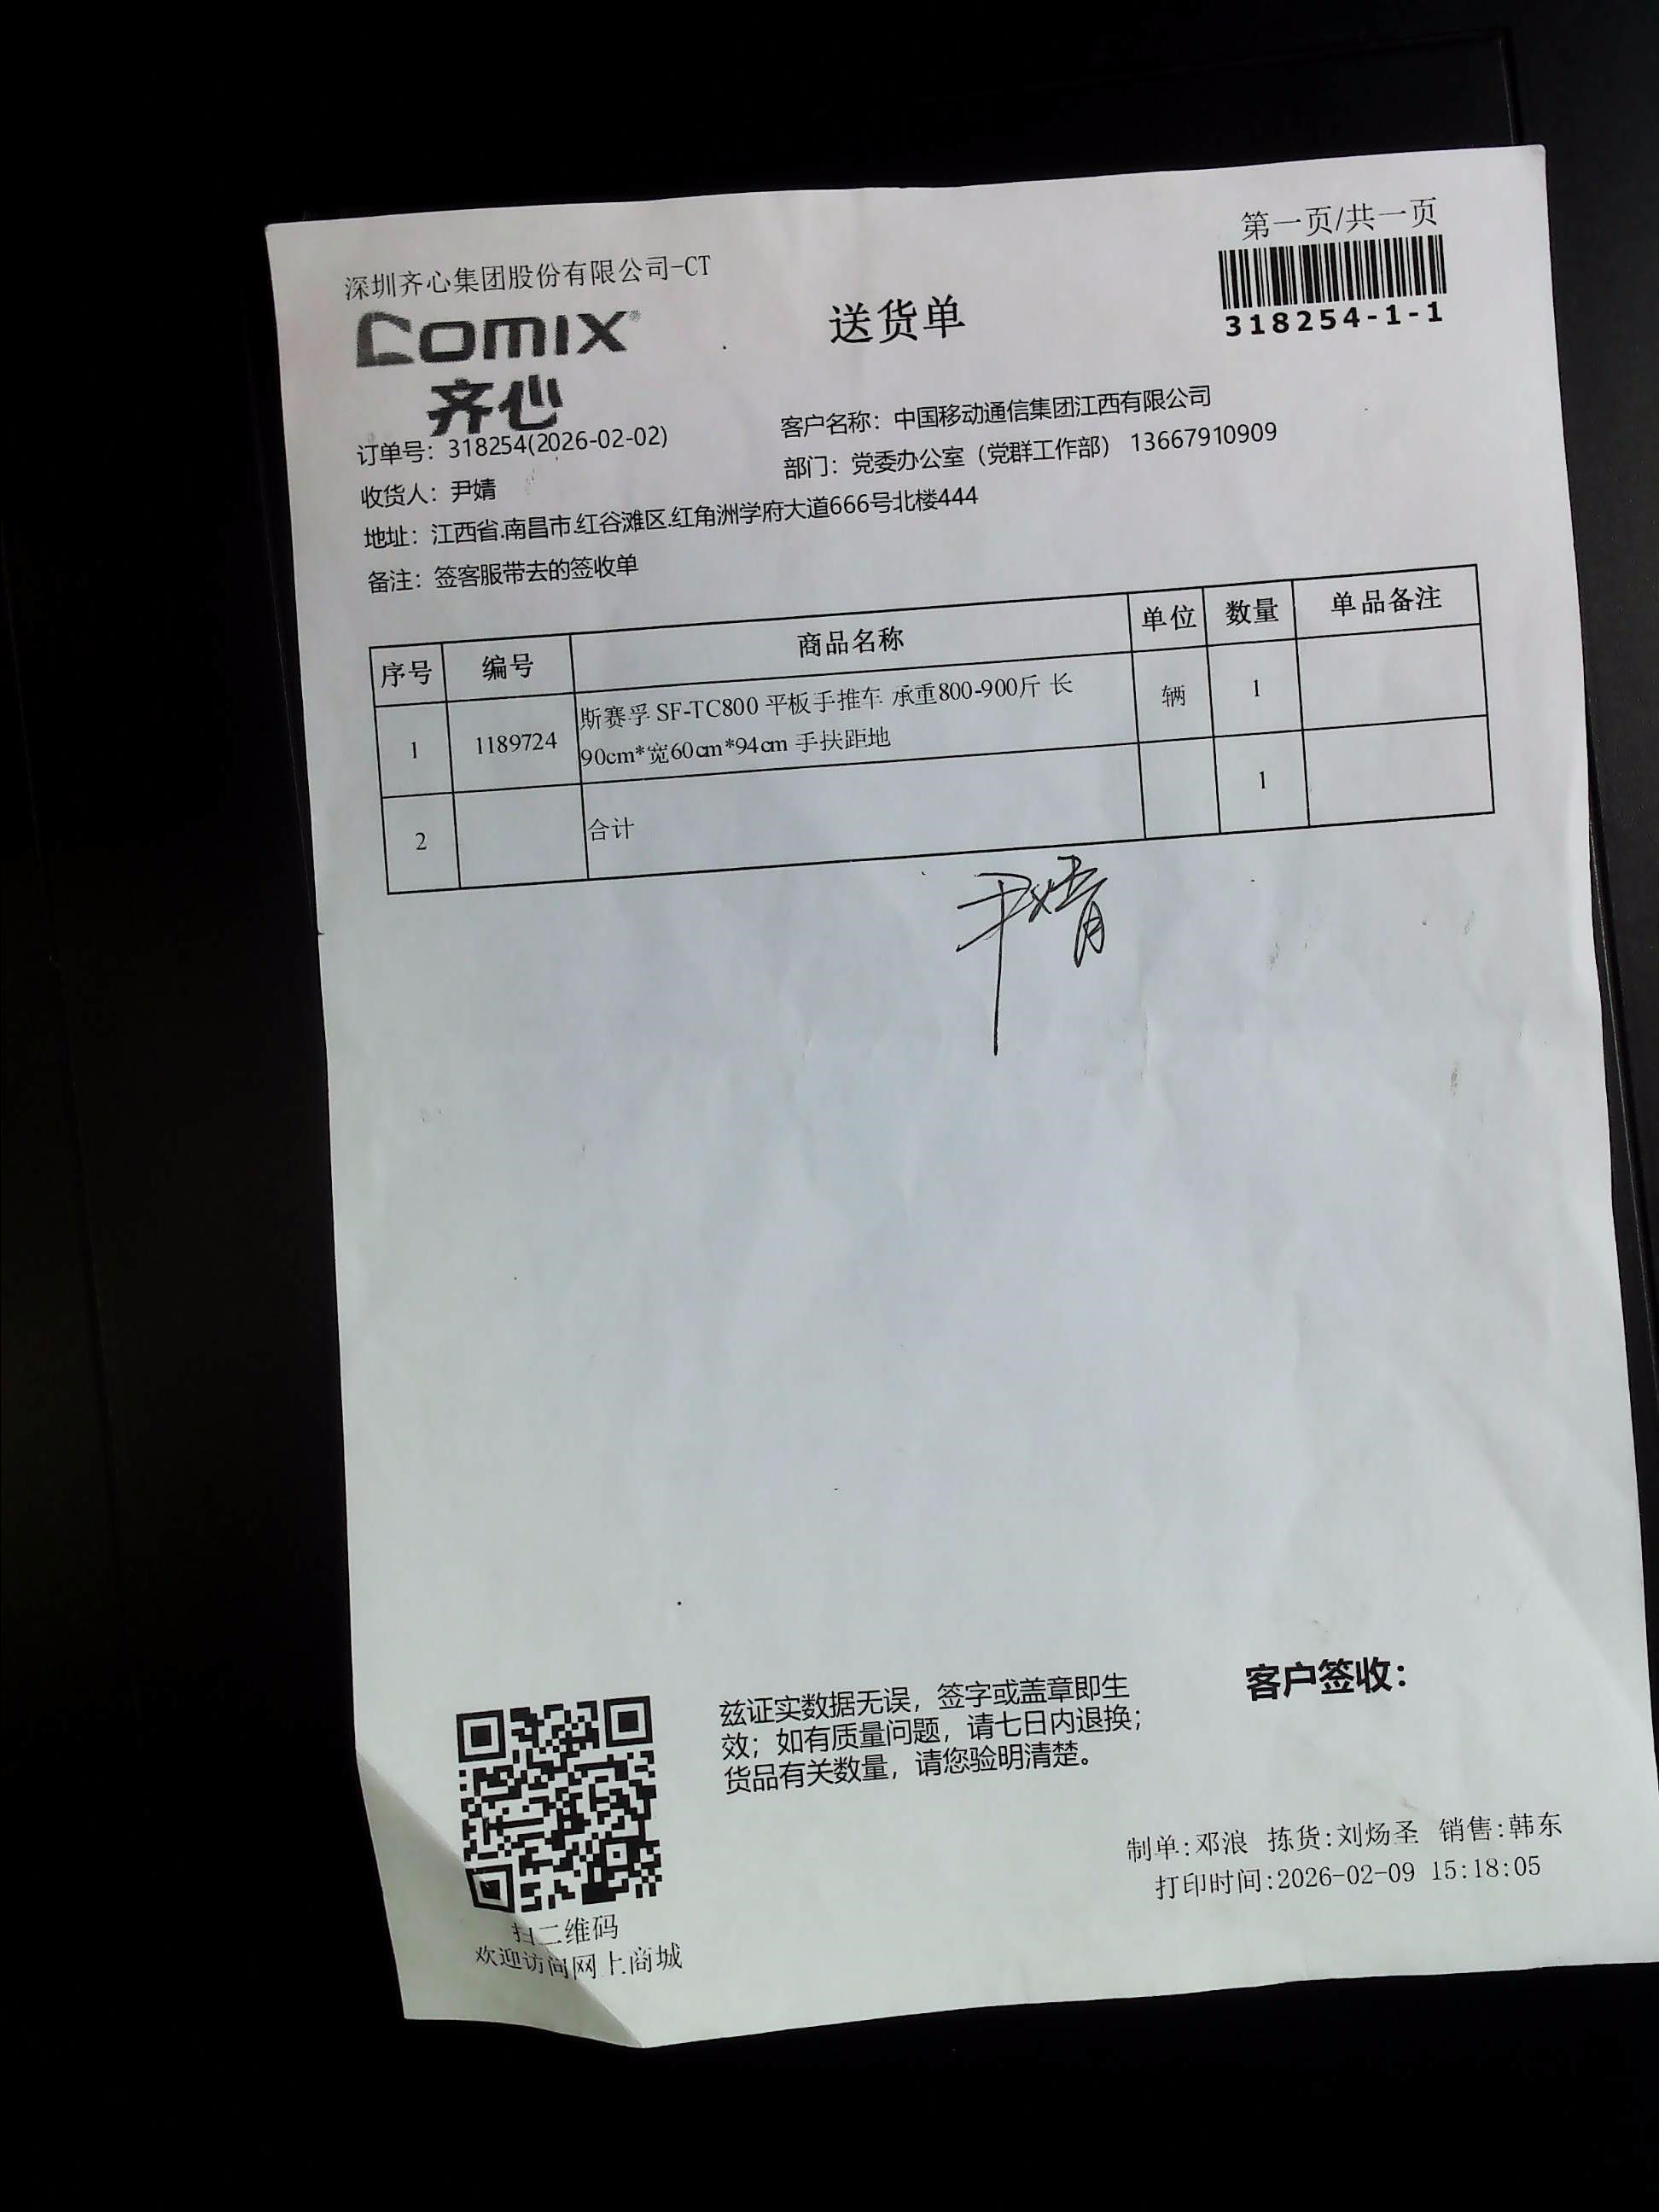 第一页/共一页
深圳齐心集团股份有限公司-CT
comix
齐心
送货单
318254-1-1
订单号：318254(2026-02-02)
客户名称：中国移动通信集团江西有限公司
收货人：尹婧
部门：党委办公室（党群工作部） 13667910909
地址：江西省.南昌市.红谷滩区.红角洲学府大道666号北楼444
备注：签客服带去的签收单
序号 编号 商品名称 单位 数量 单品备注
1 1189724 斯赛孚 SF-TC800 平板手推车 承重800-900斤 长 辆 1
90cm*宽60cm*94cm 手扶距地
2 合计 1
尹婧
兹证实数据无误，签字或盖章即生
效；如有质量问题，请七日内退换；
货品有关数量，请您验明清楚。
客户签收：
制单:邓浪 拣货:刘炀圣 销售:韩东
打印时间:2026-02-09 15:18:05
扫二维码
欢迎访问网上商城